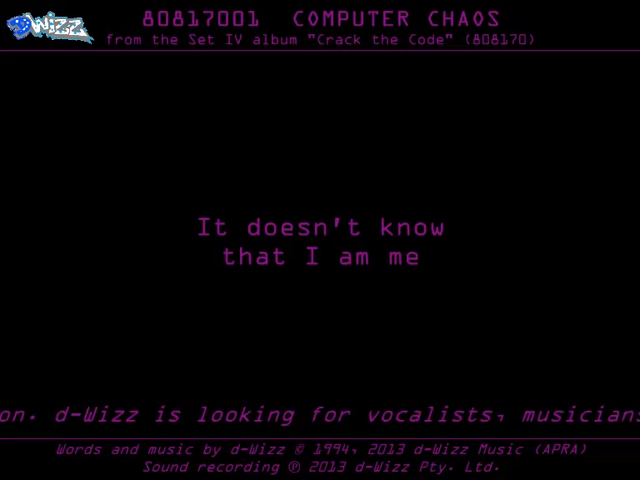 d-Wizz
80817001 COMPUTER CHAOS
from the Set IV album "Crack the Code" (808170)
It doesn't know
that I am me
on. d-Wizz is looking for vocalists, musicians
Words and music by d-Wizz © 1994, 2013 d-Wizz Music (APRA)
Sound recording ℗ 2013 d-Wizz Pty. Ltd.